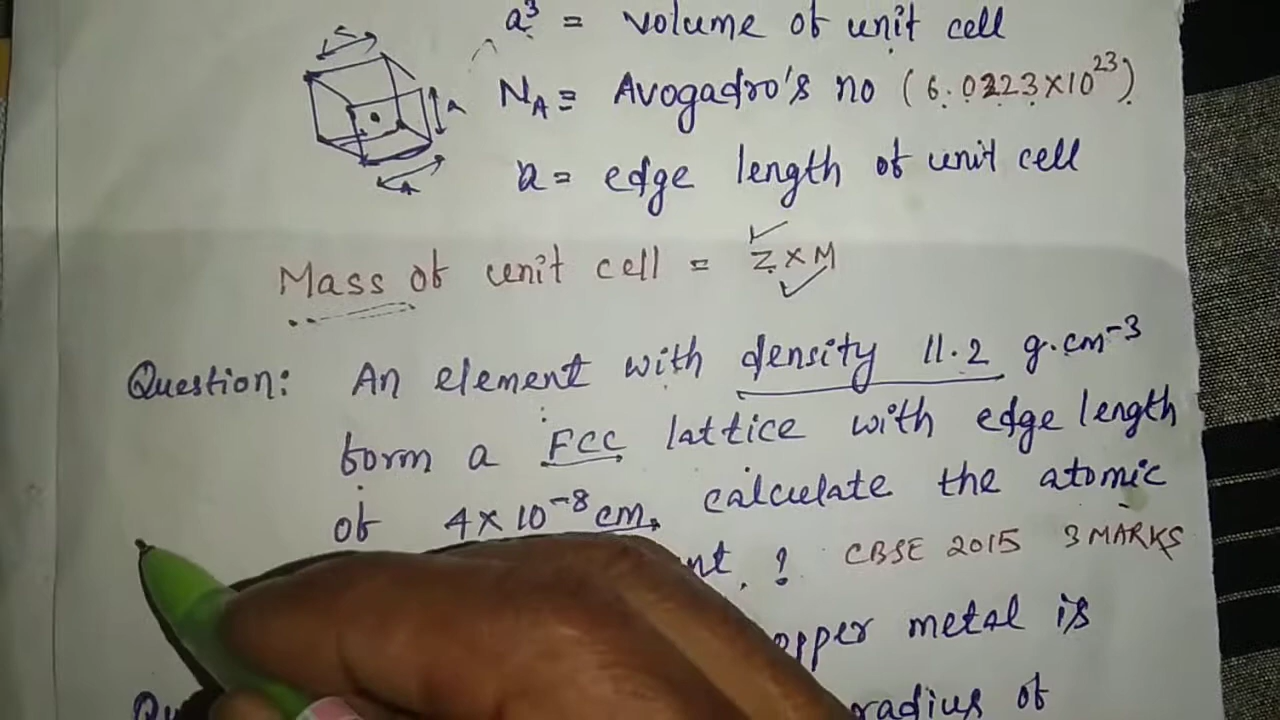 a³ = volume of unit cell
N_A = Avogadro's no (6.0223×10²³)
a = edge length of unit cell
a
a
Mass of unit cell = Z × M
Question: An element with density 11.2 g.cm⁻³
form a FCC lattice with edge length
of 4 × 10⁻⁸ cm. calculate the atomic
? CBSE 2015 3 MARKS
metal is
radius of